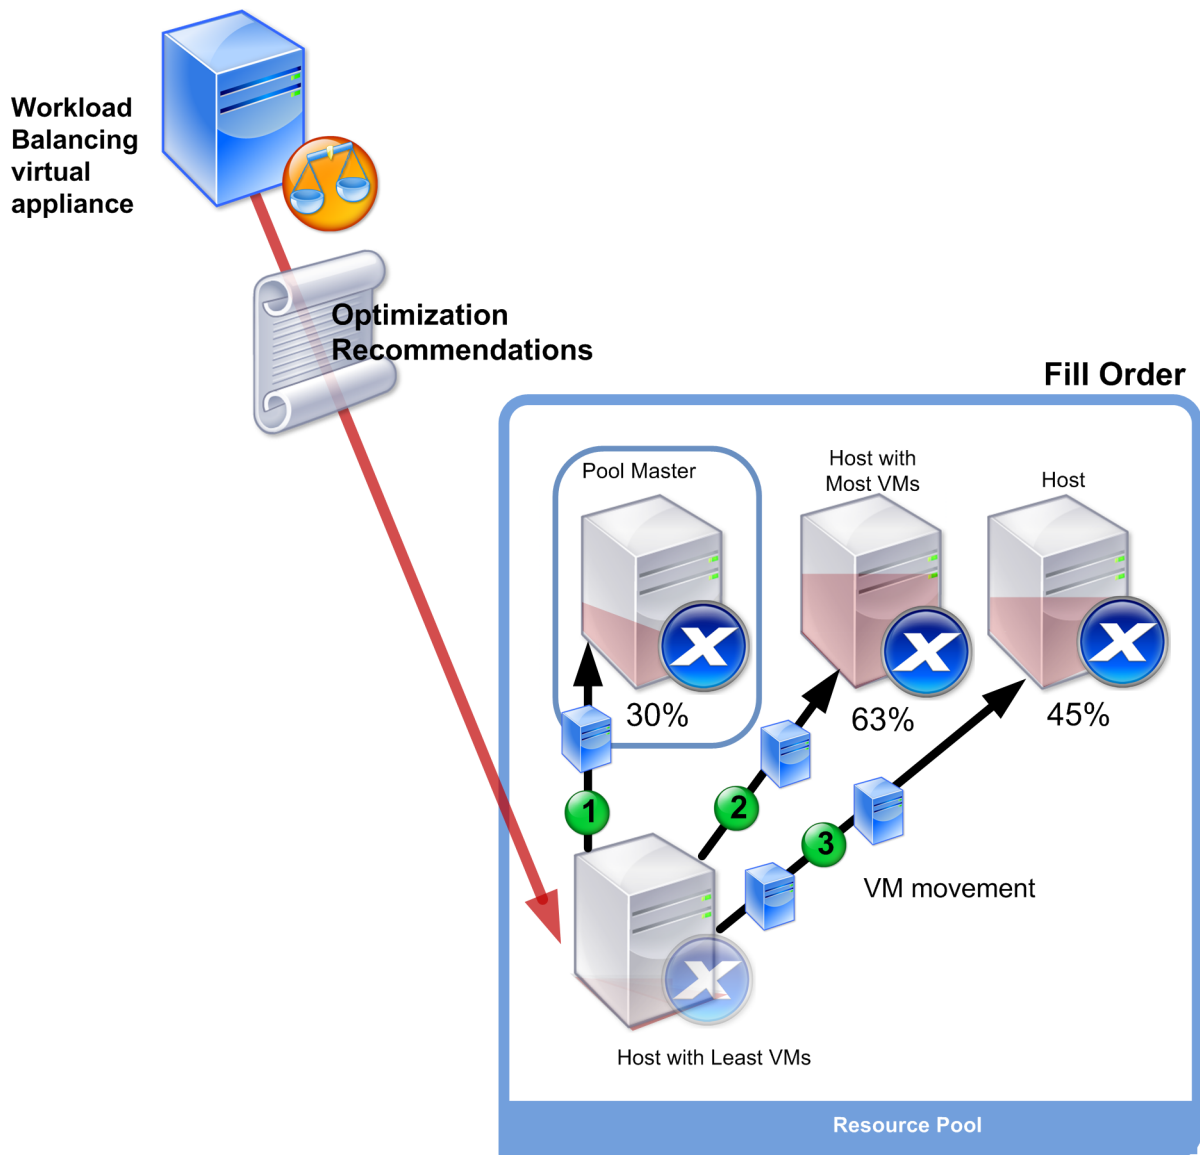 Workload
Balancing
virtual
appliance
Optimization
Recommendations
Fill Order
Pool Master
Host with
Most VMs
Host
30%
63%
45%
1
2
3
VM movement
Host with Least VMs
Resource Pool